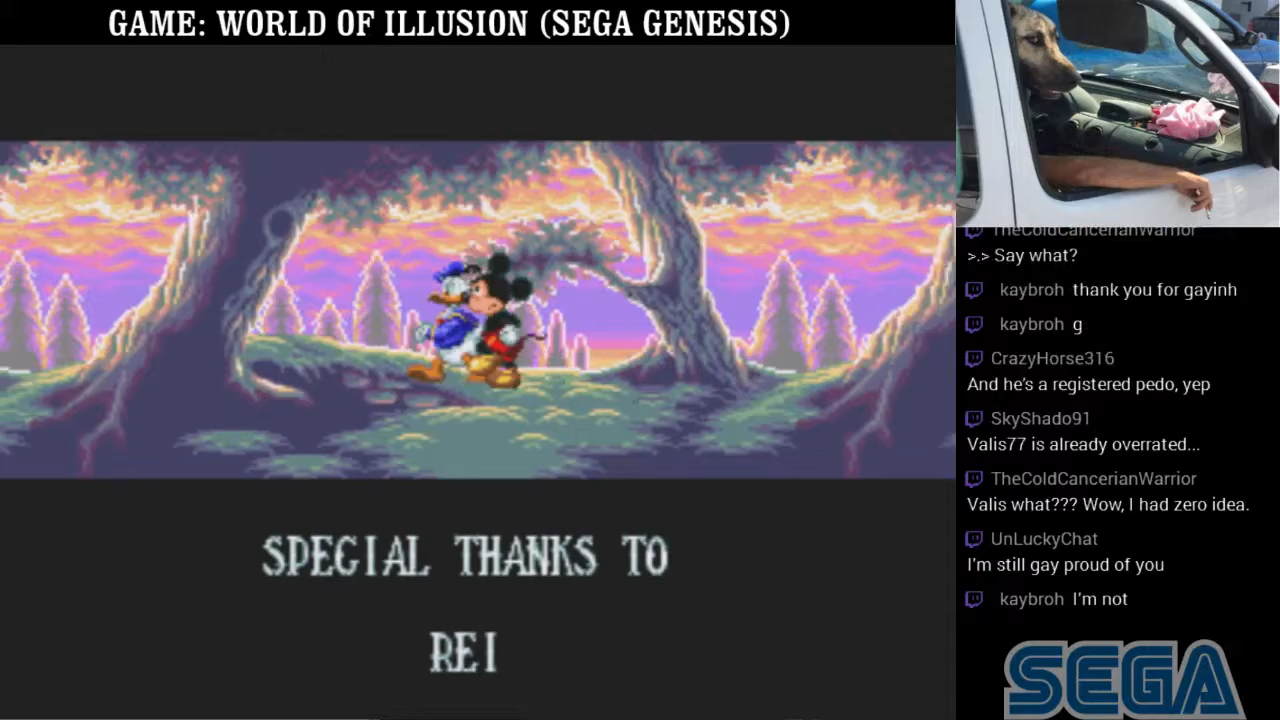 GAME: WORLD OF ILLUSION (SEGA GENESIS)
TheColdCancerianWarrior
>.> Say what?
kaybroh thank you for gayinh
kaybroh g
CrazyHorse316
And he's a registered pedo, yep
SkyShado91
Valis77 is already overrated...
TheColdCancerianWarrior
Valis what??? Wow, I had zero idea.
UnLuckyChat
I'm still gay proud of you
kaybroh I'm not
SPECIAL THANKS TO
REI
SEGA